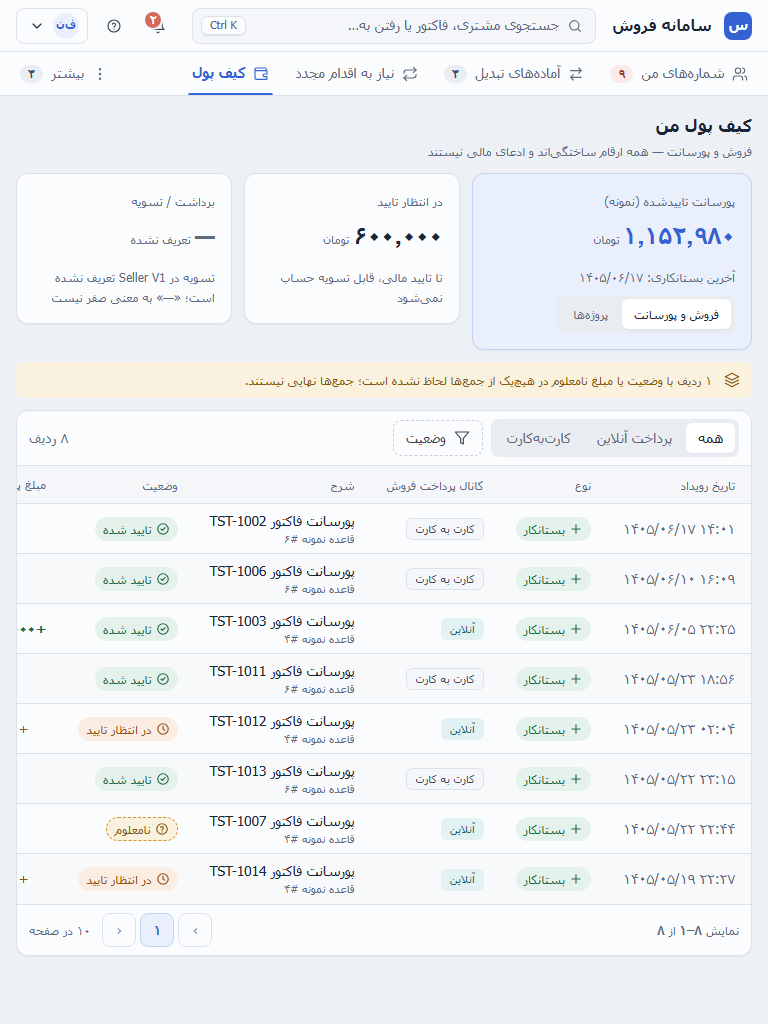 س سامانه فروش
جستجوی مشتری، فاکتور یا رفتن به...
Ctrl K
۲
ف‌ن
شماره‌های من ۹
آماده‌های تبدیل ۳
نیاز به اقدام مجدد
کیف پول
بیشتر ۳
کیف پول من
فروش و پورسانت — همه ارقام ساختگی‌اند و ادعای مالی نیستند
پورسانت تاییدشده (نمونه)
۱,۱۵۲,۹۸۰ تومان
آخرین بستانکاری: ۱۴۰۵/۰۶/۱۷
فروش و پورسانت
پروژه‌ها
در انتظار تایید
۶۰۰,۰۰۰ تومان
تا تایید مالی، قابل تسویه حساب
نمی‌شود
برداشت / تسویه
— تعریف نشده
تسویه در Seller V1 تعریف نشده
است؛ «—» به معنی صفر نیست
۱ ردیف با وضعیت یا مبلغ نامعلوم در هیچ‌یک از جمع‌ها لحاظ نشده است؛ جمع‌ها نهایی نیستند.
همه
پرداخت آنلاین
کارت‌به‌کارت
وضعیت
۸ ردیف
تاریخ رویداد نوع کانال پرداخت فروش شرح وضعیت مبلغ
۱۴۰۵/۰۶/۱۷ ۱۴:۰۱ بستانکار کارت به کارت پورسانت فاکتور TST-1002 تایید شده
قاعده نمونه #۶
۱۴۰۵/۰۶/۱۰ ۱۶:۰۹ بستانکار کارت به کارت پورسانت فاکتور TST-1006 تایید شده
قاعده نمونه #۶
۱۴۰۵/۰۶/۰۵ ۲۲:۲۵ بستانکار آنلاین پورسانت فاکتور TST-1003 تایید شده +
قاعده نمونه #۴
۱۴۰۵/۰۵/۲۳ ۱۸:۵۶ بستانکار کارت به کارت پورسانت فاکتور TST-1011 تایید شده
قاعده نمونه #۶
۱۴۰۵/۰۵/۲۳ ۰۲:۰۴ بستانکار آنلاین پورسانت فاکتور TST-1012 در انتظار تایید +
قاعده نمونه #۴
۱۴۰۵/۰۵/۲۲ ۲۳:۱۵ بستانکار کارت به کارت پورسانت فاکتور TST-1013 تایید شده
قاعده نمونه #۶
۱۴۰۵/۰۵/۲۲ ۲۲:۴۴ بستانکار آنلاین پورسانت فاکتور TST-1007 نامعلوم
قاعده نمونه #۴
۱۴۰۵/۰۵/۱۹ ۲۲:۲۷ بستانکار آنلاین پورسانت فاکتور TST-1014 در انتظار تایید +
قاعده نمونه #۴
نمایش ۱–۸ از ۸
۱
۱۰ در صفحه